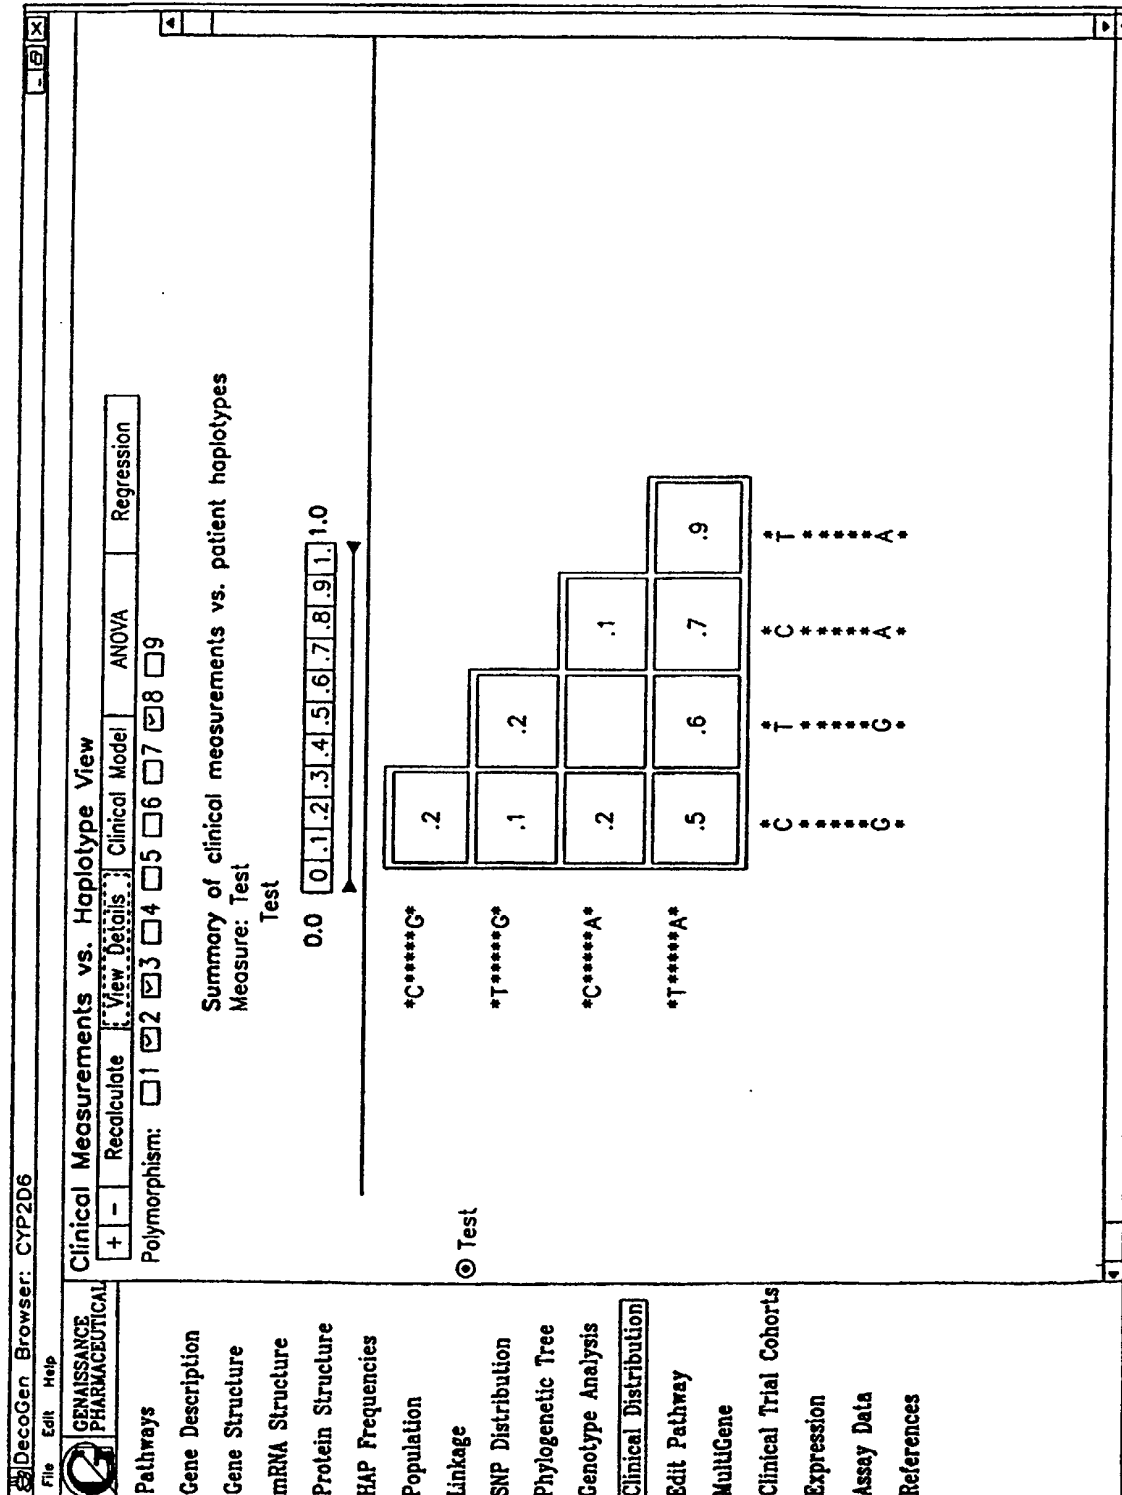 DecoGen Browser: CYP2D6
File Edit Help
GENAISSANCE
PHARMACEUTICAL
Pathways
Gene Description
Gene Structure
mRNA Structure
Protein Structure
HAP Frequencies
Population
Linkage
SNP Distribution
Phylogenetic Tree
Genotype Analysis
Clinical Distribution
Edit Pathway
MultiGene
Clinical Trial Cohorts
Expression
Assay Data
References
Clinical Measurements vs. Haplotype View
+ - Recalculate View Details Clinical Model ANOVA Regression
Polymorphism: 1 2 3 4 5 6 7 8 9
Summary of clinical measurements vs. patient haplotypes
Measure: Test
Test
0.0 0 .1 .2 .3 .4 .5 .6 .7 .8 .9 1. 1.0
Test
*C*****G* .2
*T*****G* .1 .2
*C*****A* .2 .1
*T*****A* .5 .6 .7 .9
* * * *
C T C T
* * * *
* * * *
* * * *
* * * *
* * * *
G G A A
* * * *